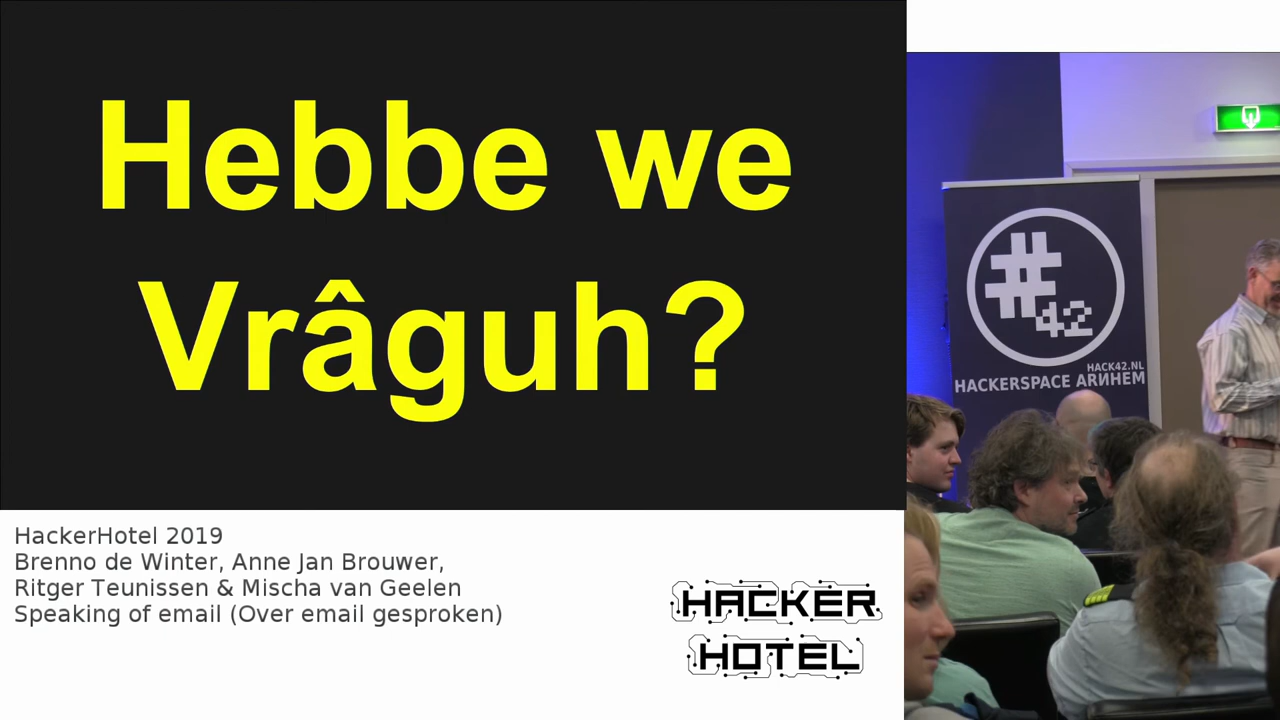 Hebbe we
Vrâguh?
HackerHotel 2019
Brenno de Winter, Anne Jan Brouwer,
Ritger Teunissen & Mischa van Geelen
Speaking of email (Over email gesproken)
HACKER
HOTEL
#42
HACK42.NL
HACKERSPACE ARNHEM